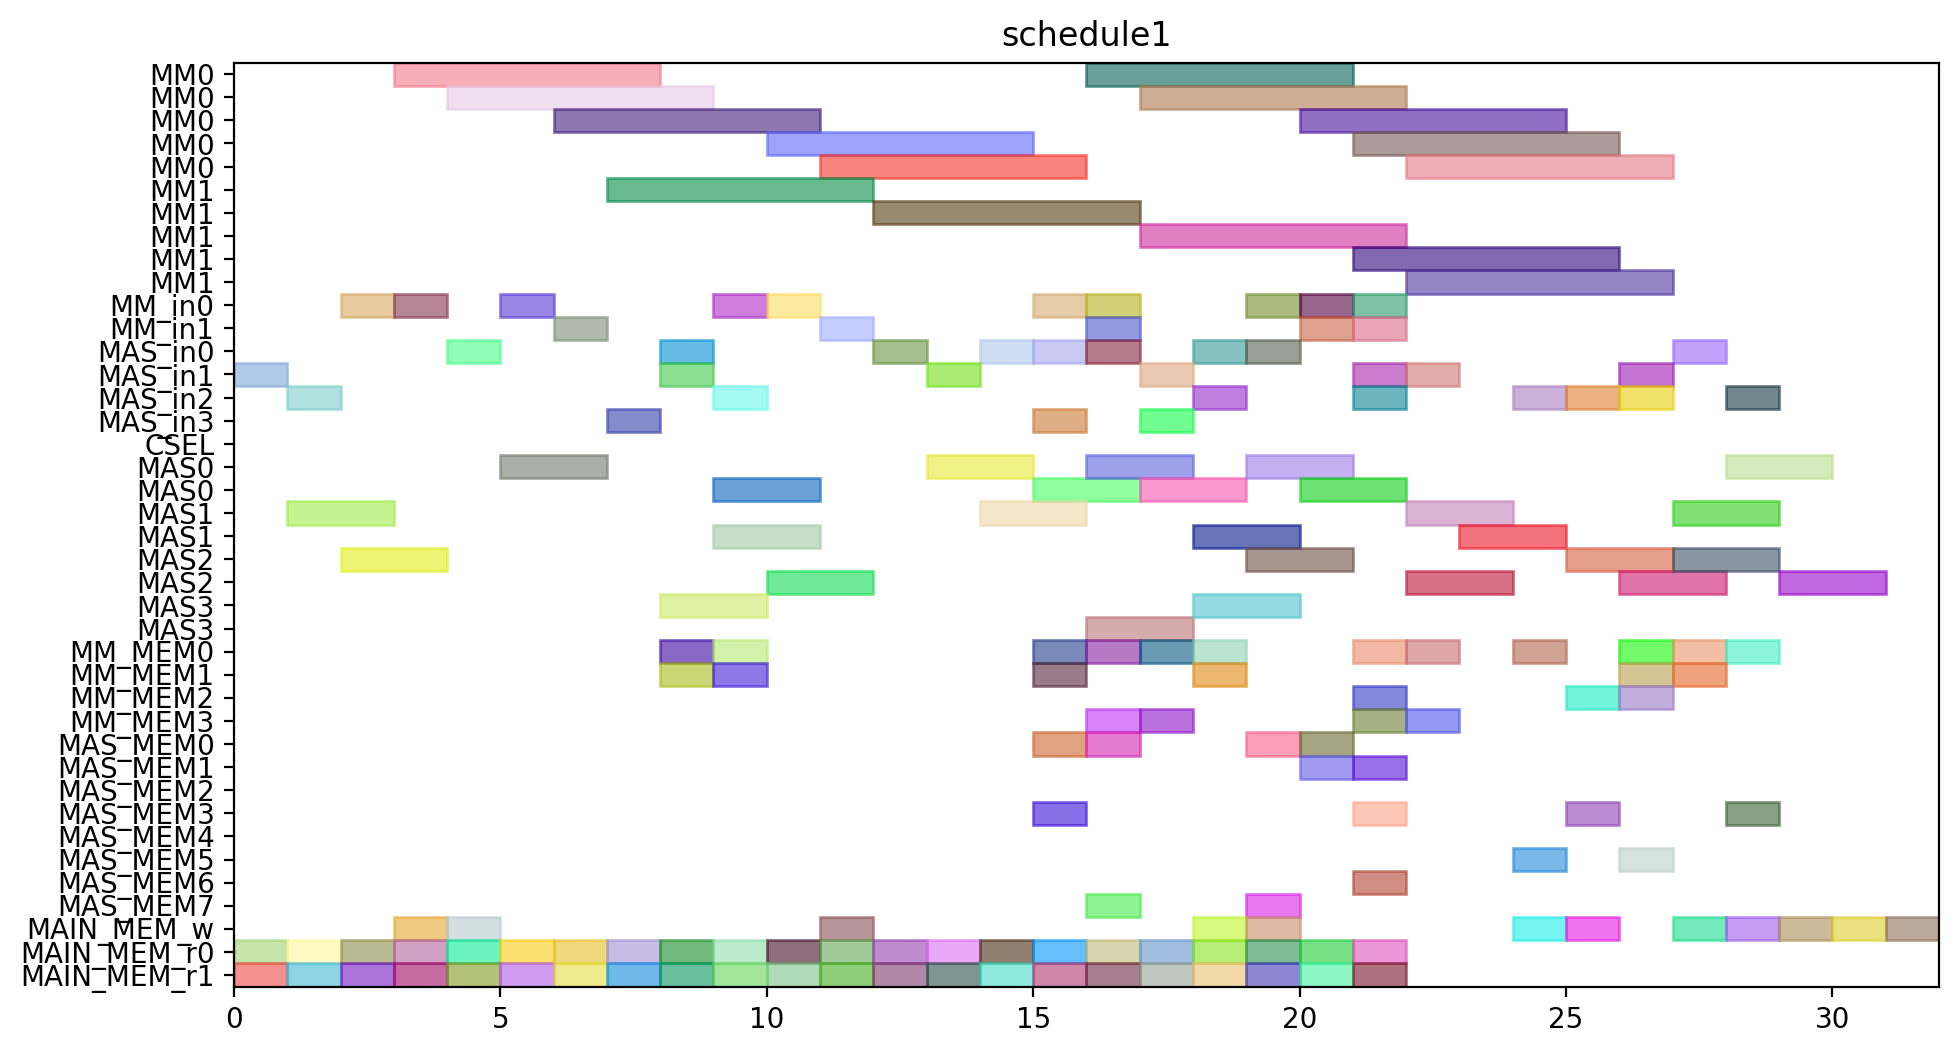 schedule1
MM0
MM0
MM0
MM0
MM0
MM1
MM1
MM1
MM1
MM1
MM_in0
MM_in1
MAS_in0
MAS_in1
MAS_in2
MAS_in3
CSEL
MAS0
MAS0
MAS1
MAS1
MAS2
MAS2
MAS3
MAS3
MM_MEM0
MM_MEM1
MM_MEM2
MM_MEM3
MAS_MEM0
MAS_MEM1
MAS_MEM2
MAS_MEM3
MAS_MEM4
MAS_MEM5
MAS_MEM6
MAS_MEM7
MAIN_MEM_w
MAIN_MEM_r0
MAIN_MEM_r1
0 5 10 15 20 25 30